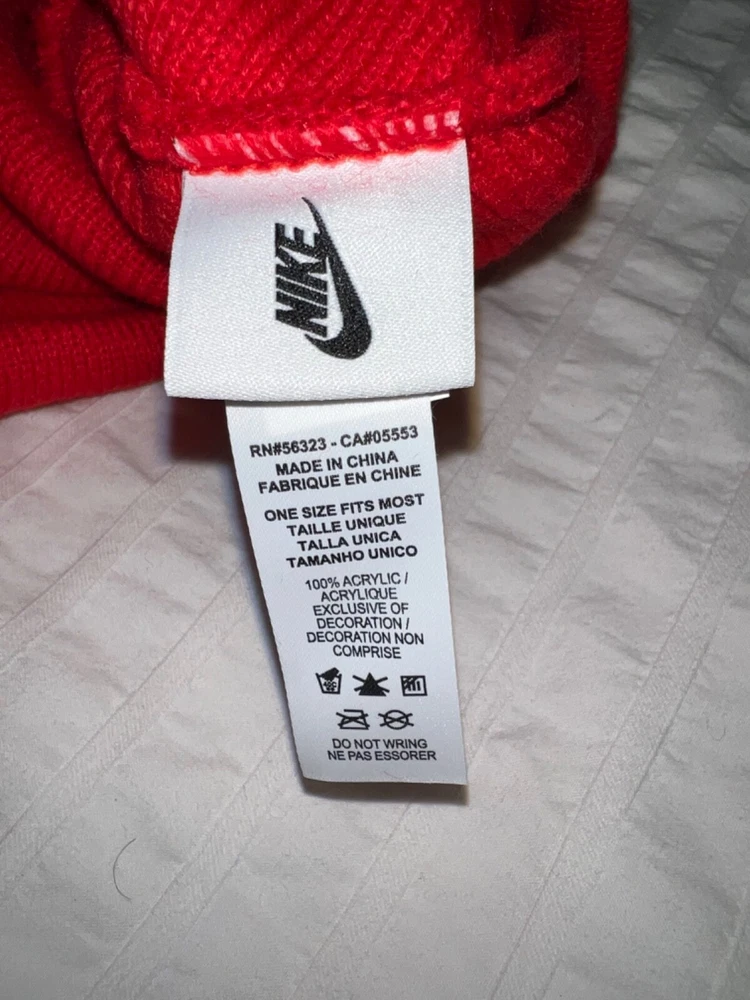 NIKE
RN#56323 - CA#05553
MADE IN CHINA
FABRIQUE EN CHINE
ONE SIZE FITS MOST
TAILLE UNIQUE
TALLA UNICA
TAMANHO UNICO
100% ACRYLIC /
ACRYLIQUE
EXCLUSIVE OF
DECORATION /
DECORATION NON
COMPRISE
DO NOT WRING
NE PAS ESSORER